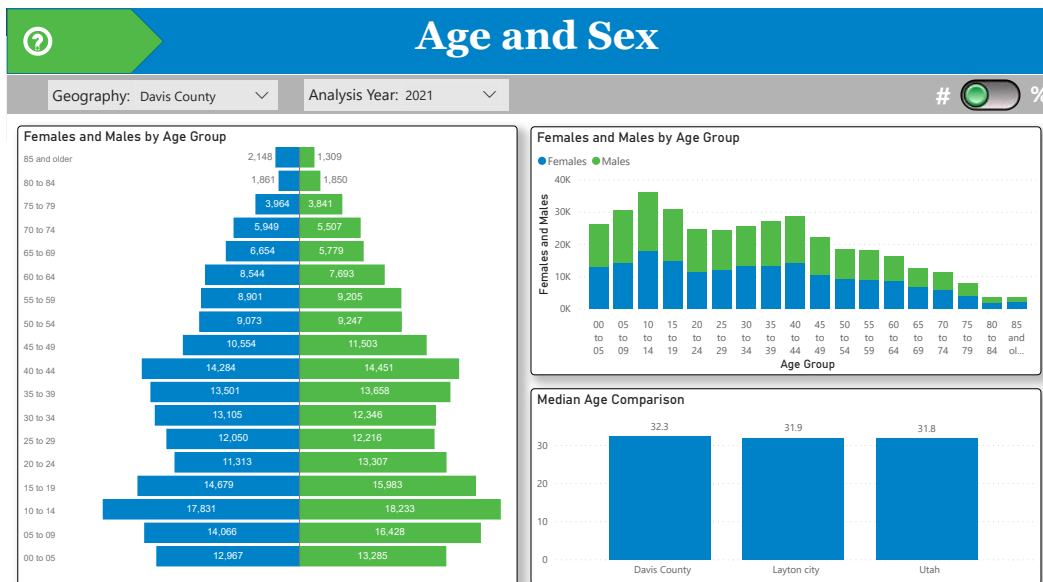 Age and Sex
Geography: Davis County
Analysis Year: 2021
# %
Females and Males by Age Group
85 and older 2,148 1,309
80 to 84 1,861 1,850
75 to 79 3,964 3,841
70 to 74 5,949 5,507
65 to 69 6,654 5,779
60 to 64 8,544 7,693
55 to 59 8,901 9,205
50 to 54 9,073 9,247
45 to 49 10,554 11,503
40 to 44 14,284 14,451
35 to 39 13,501 13,658
30 to 34 13,105 12,346
25 to 29 12,050 12,216
20 to 24 11,313 13,307
15 to 19 14,679 15,983
10 to 14 17,831 18,233
05 to 09 14,066 16,428
00 to 05 12,967 13,285
Females and Males by Age Group
Females Males
Females and Males
40K
30K
20K
10K
0K
00 05 10 15 20 25 30 35 40 45 50 55 60 65 70 75 80 85
to to to to to to to to to to to to to to to to to and
05 09 14 19 24 29 34 39 44 49 54 59 64 69 74 79 84 ol...
Age Group
Median Age Comparison
32.3 31.9 31.8
30
20
10
0
Davis County Layton city Utah